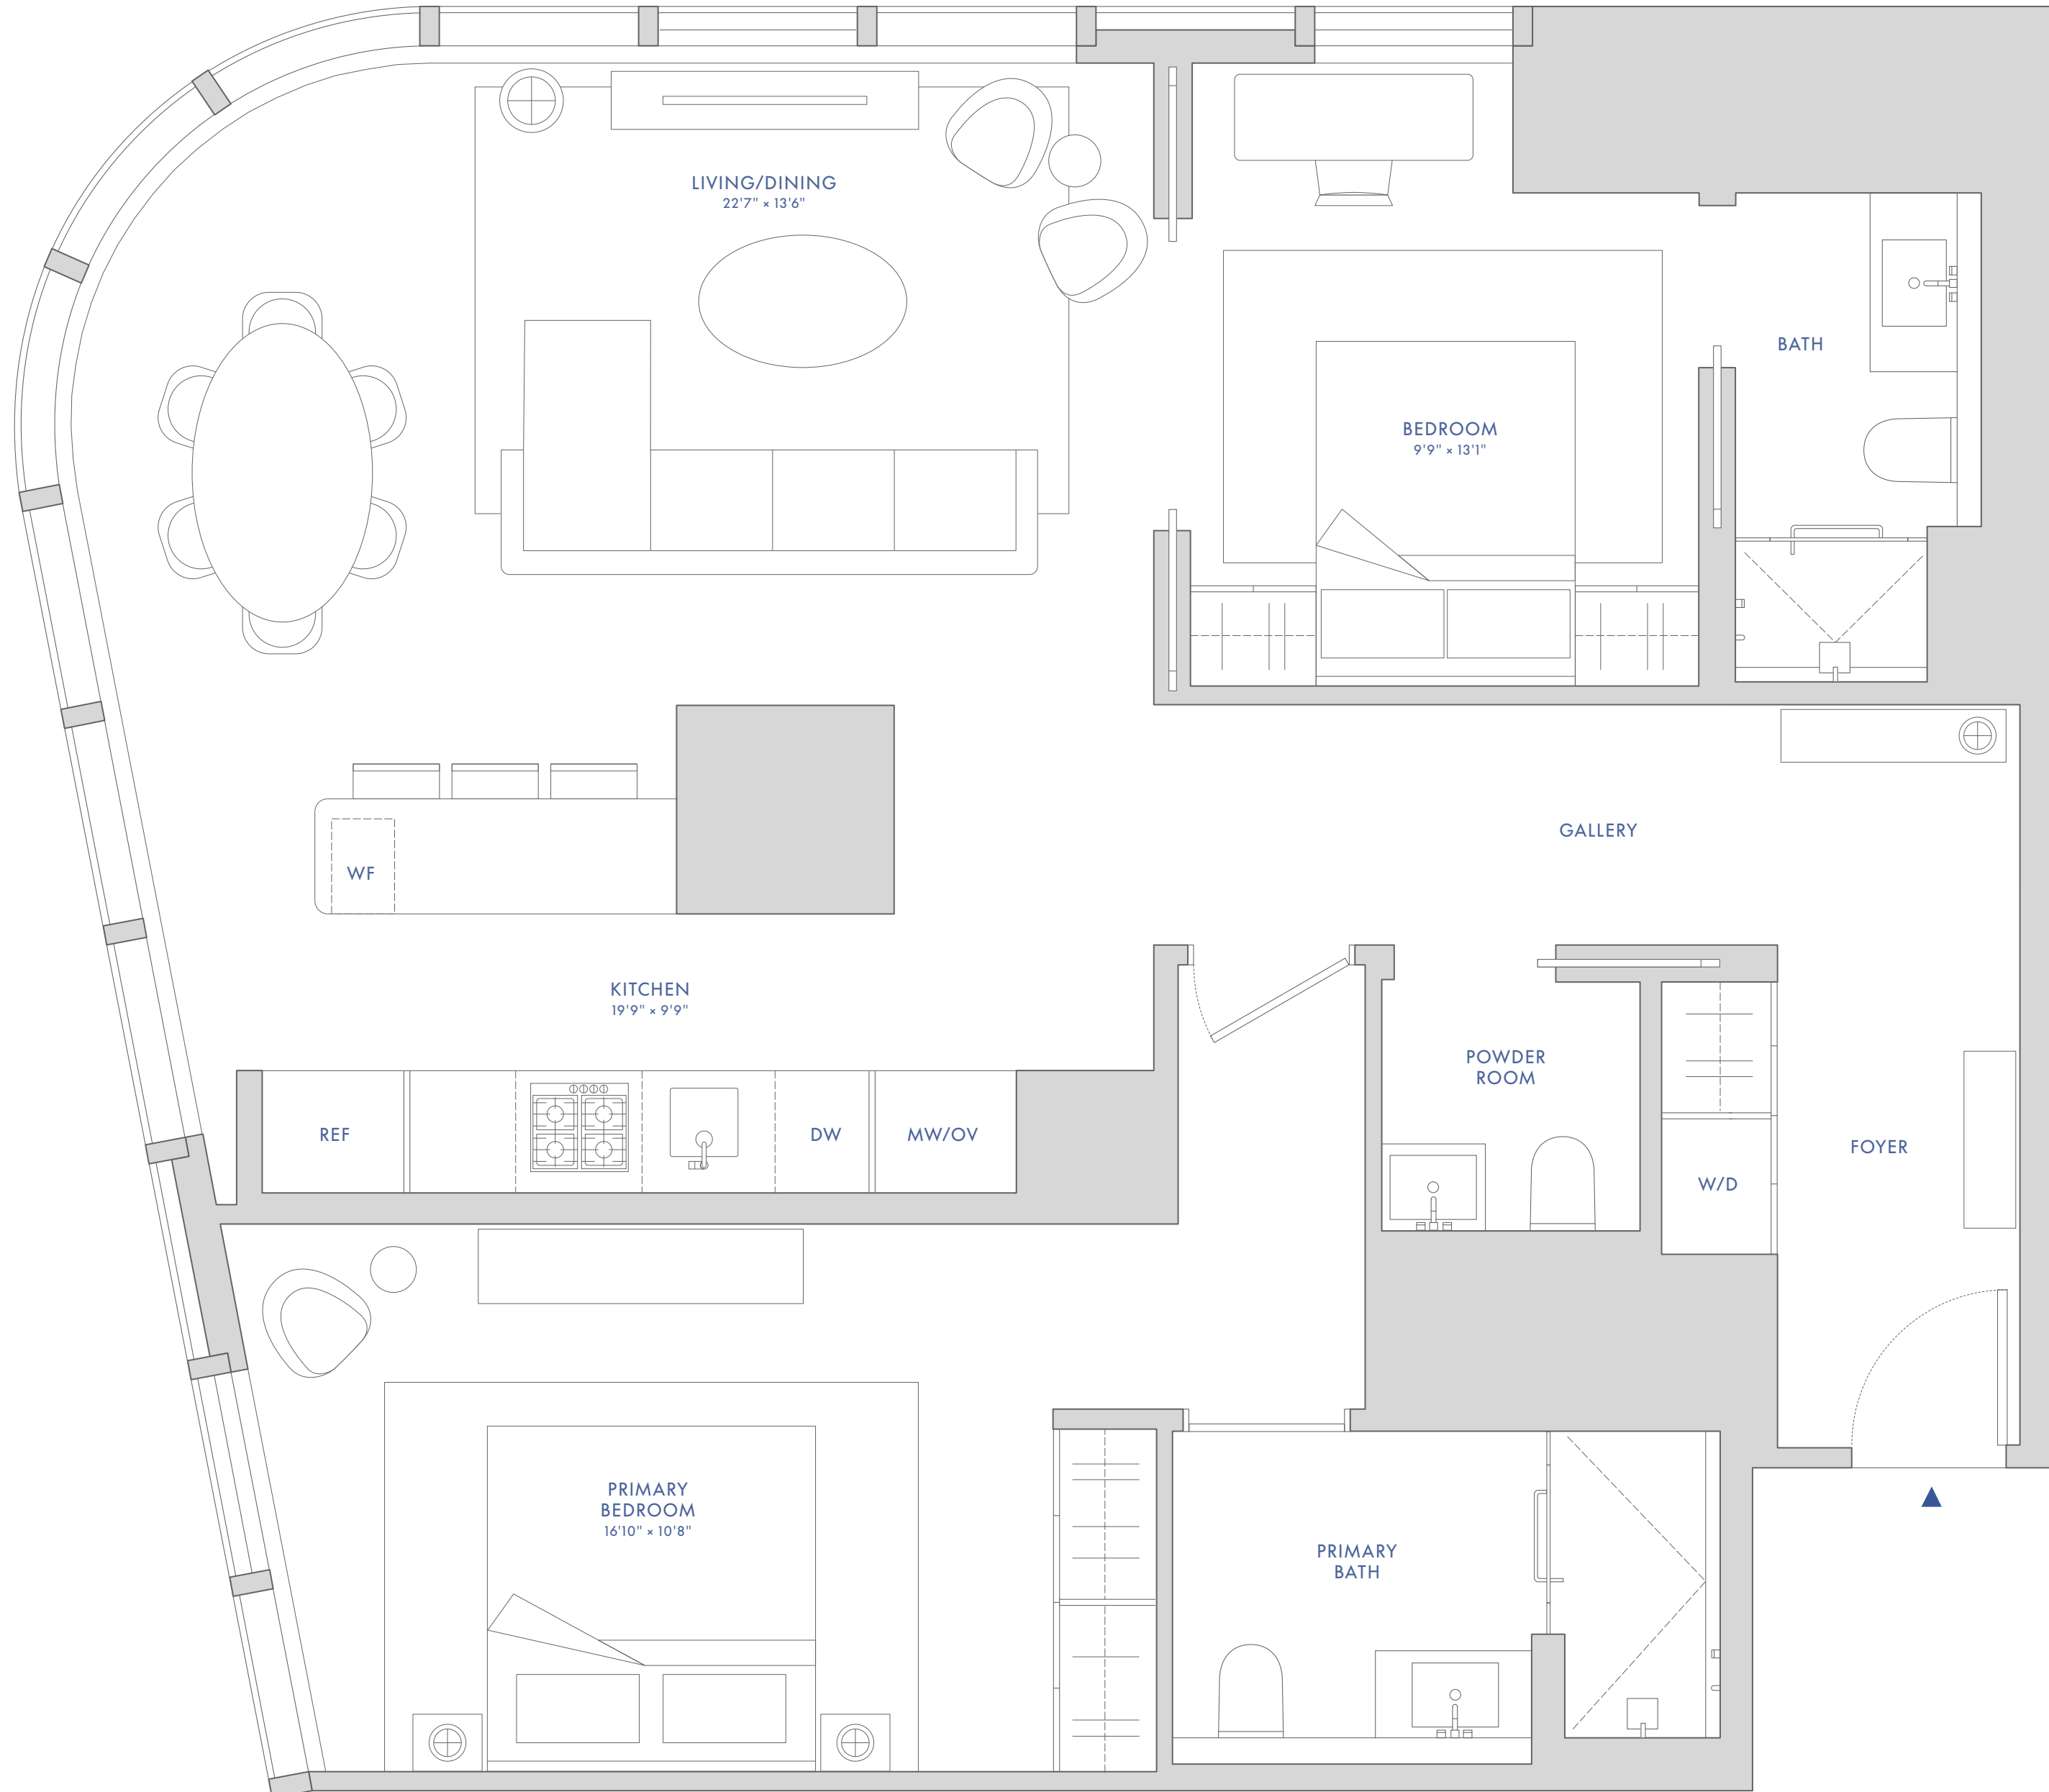 LIVING/DINING
22'7" × 13'6"
BATH
BEDROOM
9'9" × 13'1"
GALLERY
WF
KITCHEN
19'9" × 9'9"
POWDER
ROOM
REF
DW
MW/OV
FOYER
W/D
PRIMARY
BEDROOM
16'10" × 10'8"
PRIMARY
BATH